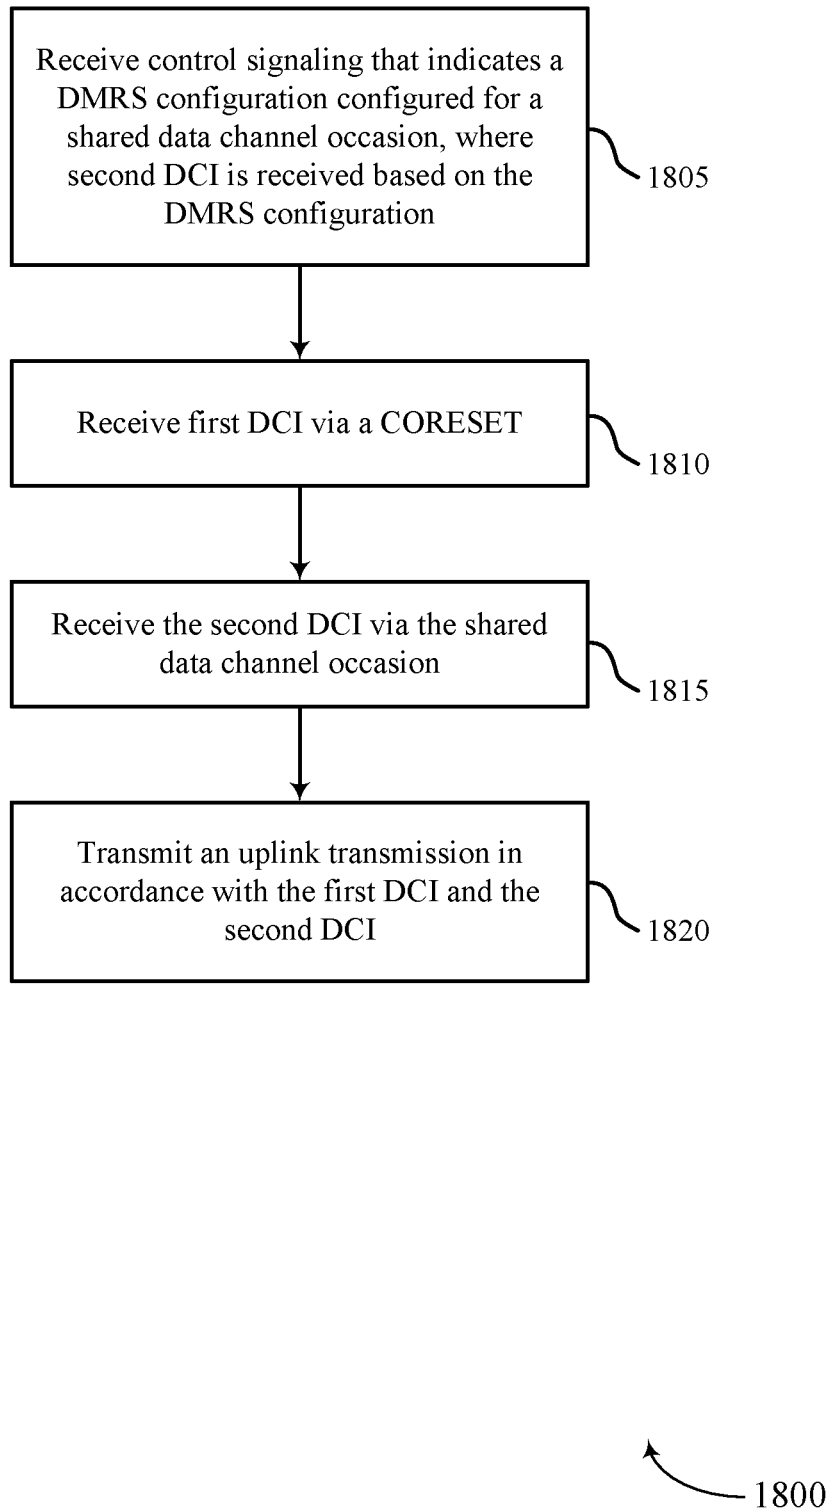 Receive control signaling that indicates a
DMRS configuration configured for a
shared data channel occasion, where
second DCI is received based on the
DMRS configuration
1805
Receive first DCI via a CORESET
1810
Receive the second DCI via the shared
data channel occasion
1815
Transmit an uplink transmission in
accordance with the first DCI and the
second DCI
1820
1800